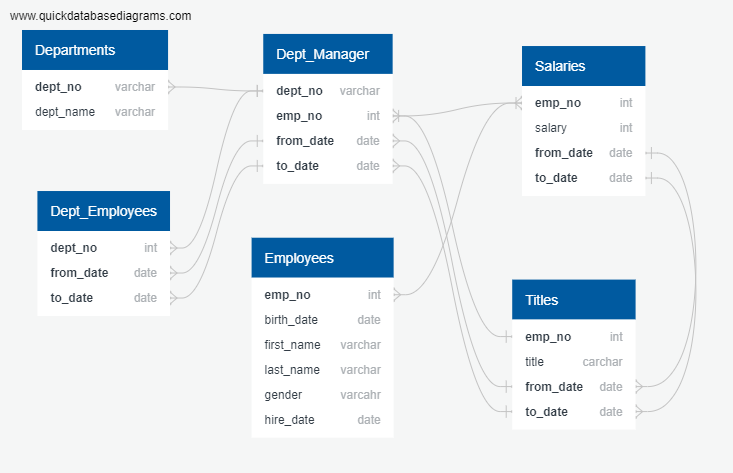 www.quickdatabasediagrams.com
Departments
dept_no varchar
dept_name varchar
Dept_Manager
dept_no varchar
emp_no int
from_date date
to_date date
Salaries
emp_no int
salary int
from_date date
to_date date
Dept_Employees
dept_no int
from_date date
to_date date
Employees
emp_no int
birth_date date
first_name varchar
last_name varchar
gender varcahr
hire_date date
Titles
emp_no int
title carchar
from_date date
to_date date